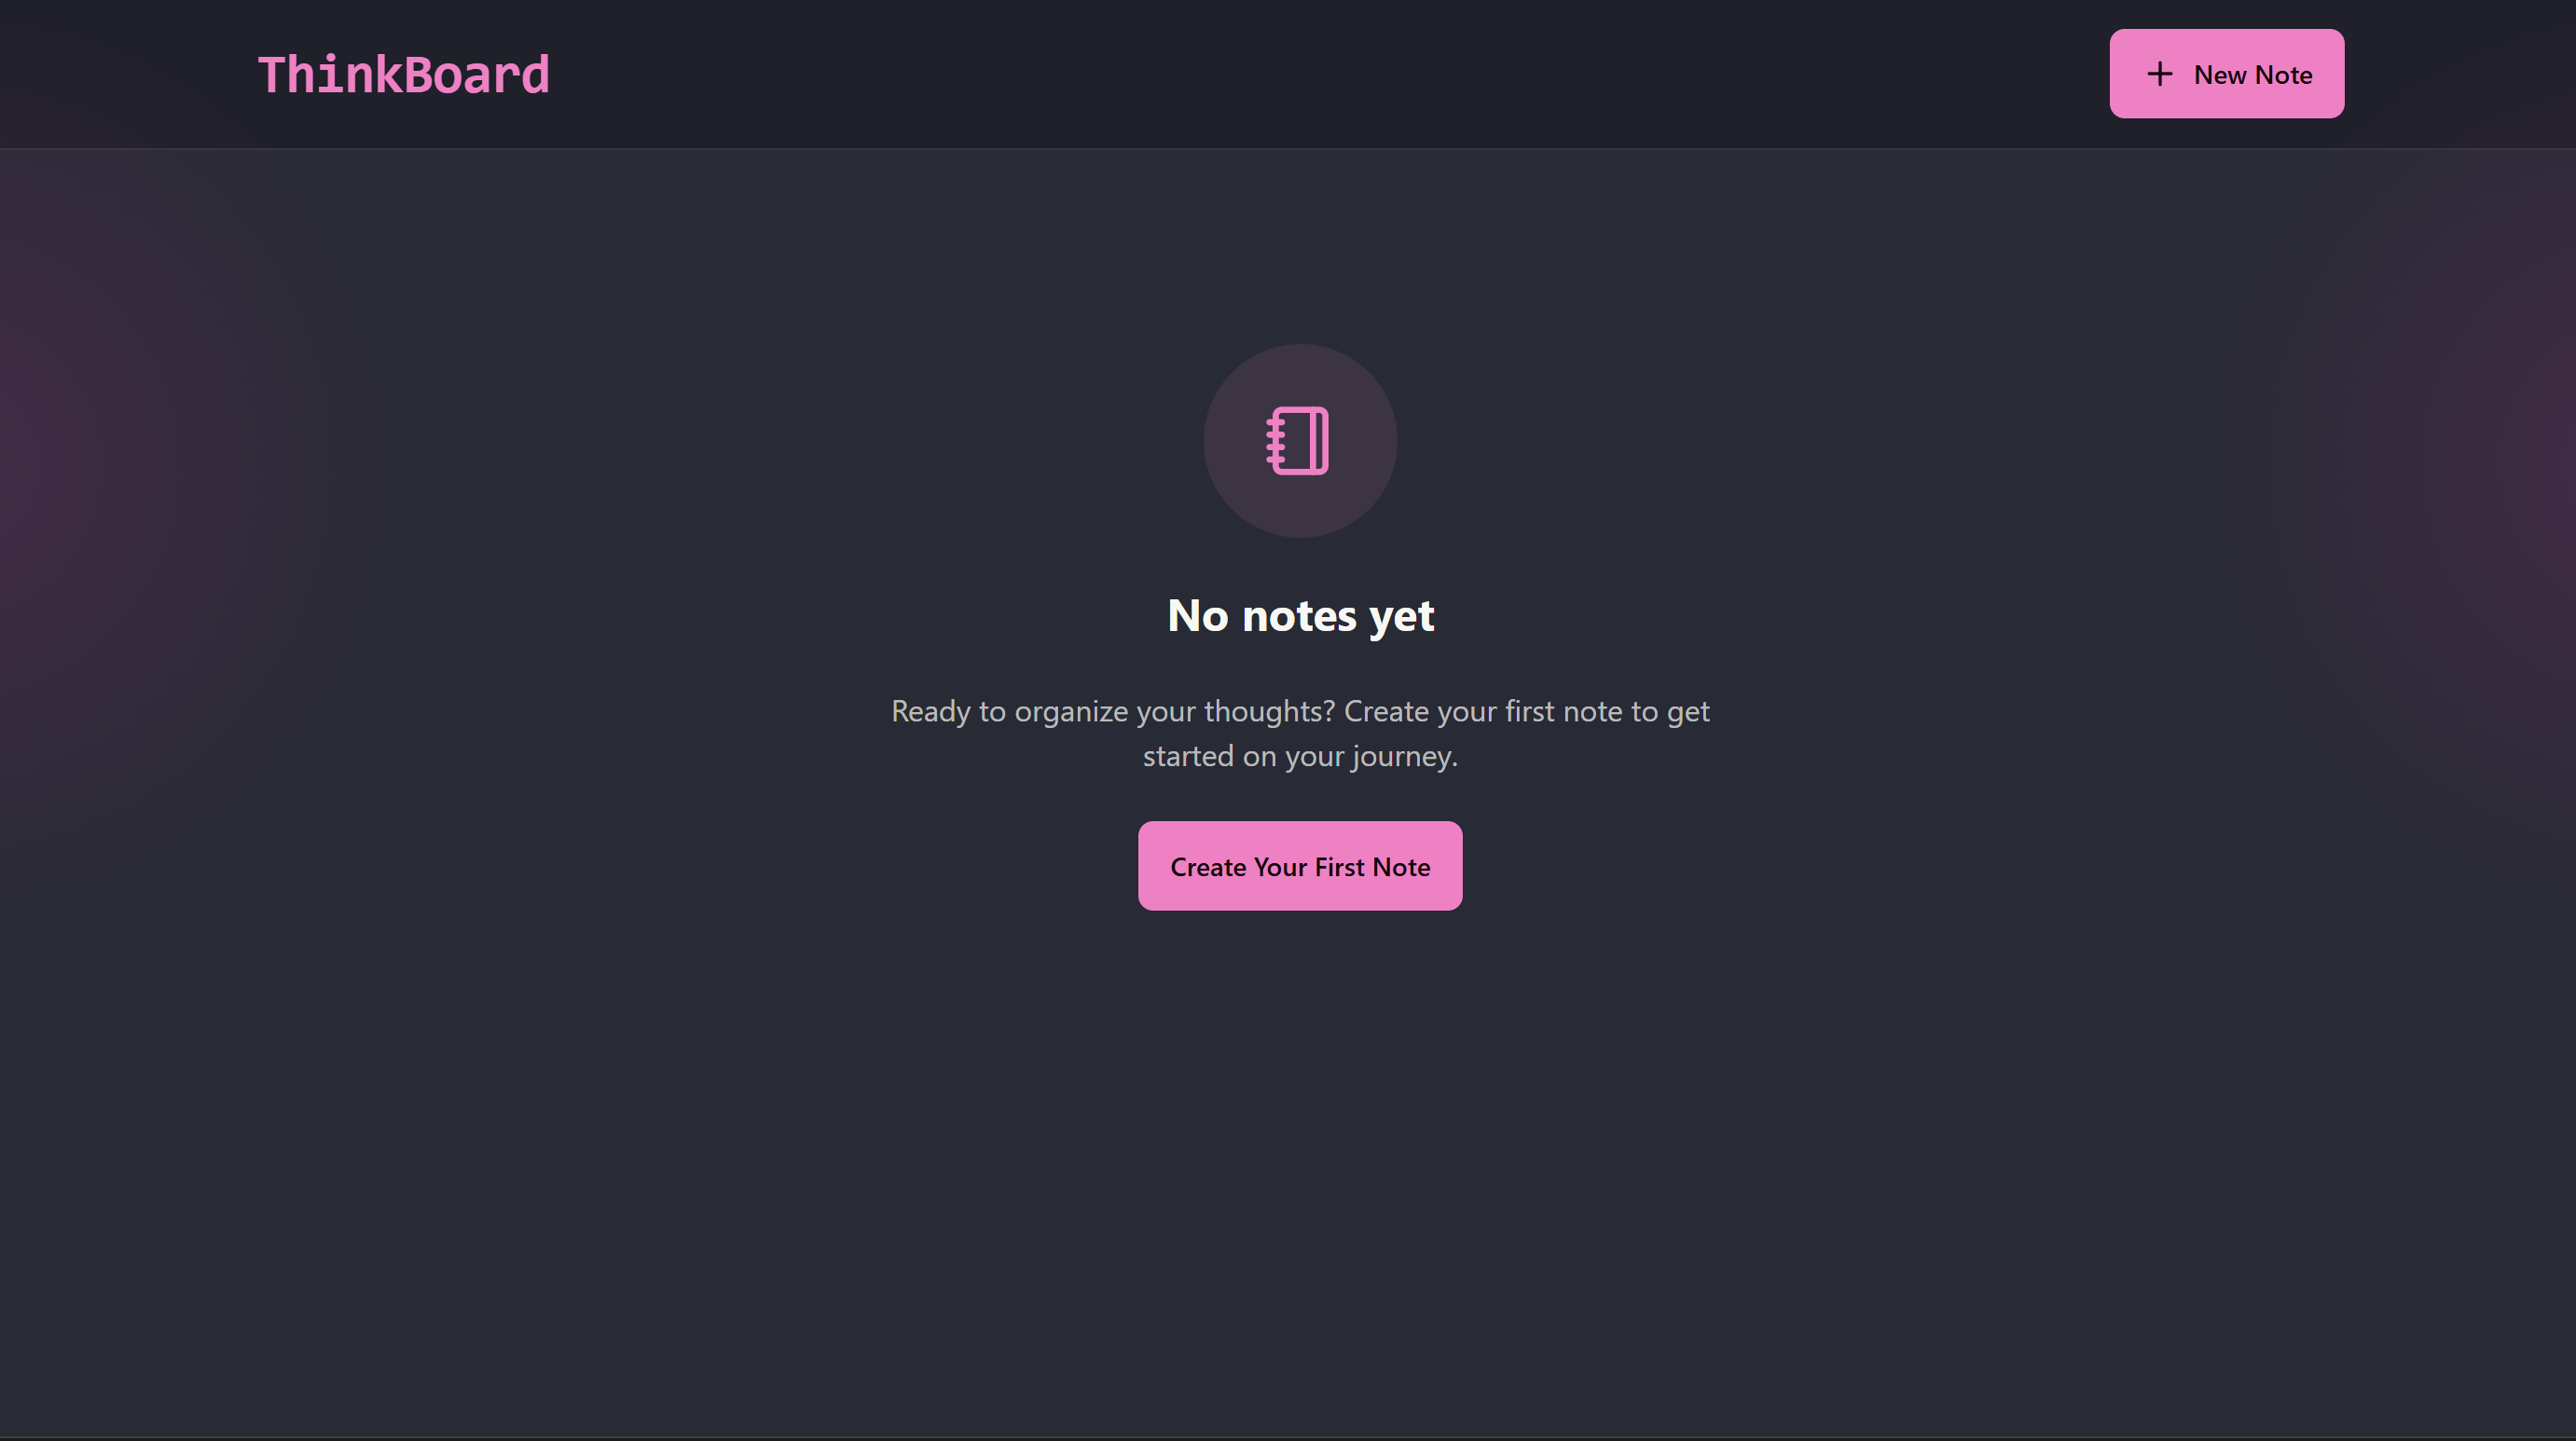 ThinkBoard
New Note
No notes yet
Ready to organize your thoughts? Create your first note to get
started on your journey.
Create Your First Note